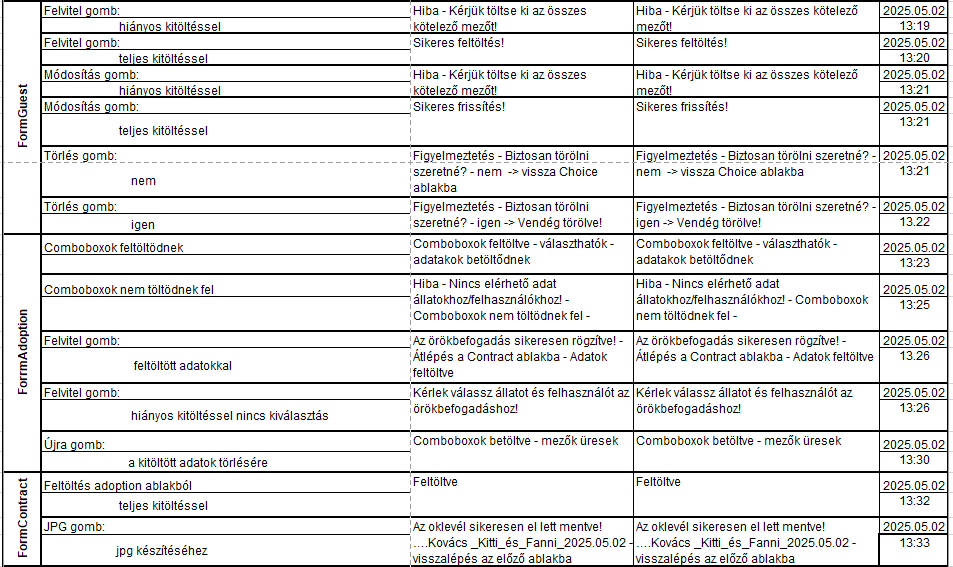 FormGuest
Felvitel gomb:
hiányos kitöltéssel
Hiba - Kérjük töltse ki az összes
kötelező mezőt!
Hiba - Kérjük töltse ki az összes kötelező
mezőt!
2025.05.02
13:19
Felvitel gomb:
teljes kitöltéssel
Sikeres feltöltés!
Sikeres feltöltés!
2025.05.02
13:20
Módosítás gomb:
hiányos kitöltéssel
Hiba - Kérjük töltse ki az összes
kötelező mezőt!
Hiba - Kérjük töltse ki az összes kötelező
mezőt!
2025.05.02
13:21
Módosítás gomb:
teljes kitöltéssel
Sikeres frissítés!
Sikeres frissítés!
2025.05.02
13:21
Törlés gomb:
nem
Figyelmeztetés - Biztosan törölni
szeretné? - nem -> vissza Choice
ablakba
Figyelmeztetés - Biztosan törölni szeretné? -
nem -> vissza Choice ablakba
2025.05.02
13:21
Törlés gomb:
igen
Figyelmeztetés - Biztosan törölni
szeretné? - igen -> Vendég törölve!
Figyelmeztetés - Biztosan törölni szeretné? -
igen -> Vendég törölve!
2025.05.02
13.22
ForrmAdoption
Comboboxok feltöltödnek
Comboboxok feltöltve - választhatók -
adatakok betöltődnek
Comboboxok feltöltve - választhatók -
adatakok betöltődnek
2025.05.02
13:23
Comboboxok nem töltödnek fel
Hiba - Nincs elérhető adat
állatokhoz/felhasználókhoz! -
Comboboxok nem töltödnek fel -
Hiba - Nincs elérhető adat
állatokhoz/felhasználókhoz! - Comboboxok
nem töltödnek fel -
2025.05.02
13:25
Felvitel gomb:
feltöltött adatokkal
Az örökbefogadás sikeresen rögzítve! -
Átlépés a Contract ablakba - Adatok
feltöltve
Az örökbefogadás sikeresen rögzítve! -
Átlépés a Contract ablakba - Adatok feltöltve
2025.05.02
13.26
Felvitel gomb:
hiányos kitöltéssel nincs kiválasztás
Kérlek válassz állatot és felhasználót az
örökbefogadáshoz!
Kérlek válassz állatot és felhasználót az
örökbefogadáshoz!
2025.05.02
13:26
Újra gomb:
a kitöltött adatok törlésére
Comboboxok betöltve - mezők üresek
Comboboxok betöltve - mezők üresek
2025.05.02
13:30
FormContract
Feltöltés adoption ablakból
teljes kitöltéssel
Feltöltve
Feltöltve
2025.05.02
13:32
JPG gomb:
jpg készítéséhez
Az oklevél sikeresen el lett mentve!
....Kovács _Kitti_és_Fanni_2025.05.02 -
visszalépés az előző ablakba
Az oklevél sikeresen el lett mentve!
....Kovács _Kitti_és_Fanni_2025.05.02 -
visszalépés az előző ablakba
2025.05.02
13:33